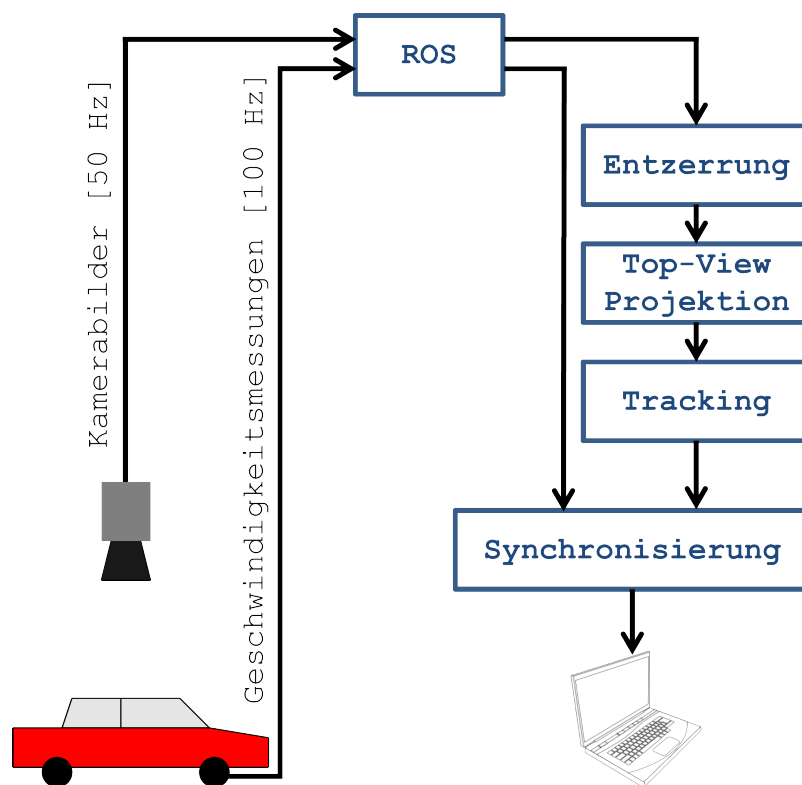 ROS
Kamerabilder [50 Hz]
Geschwindigkeitsmessungen [100 Hz]
Entzerrung
Top-View
Projektion
Tracking
Synchronisierung